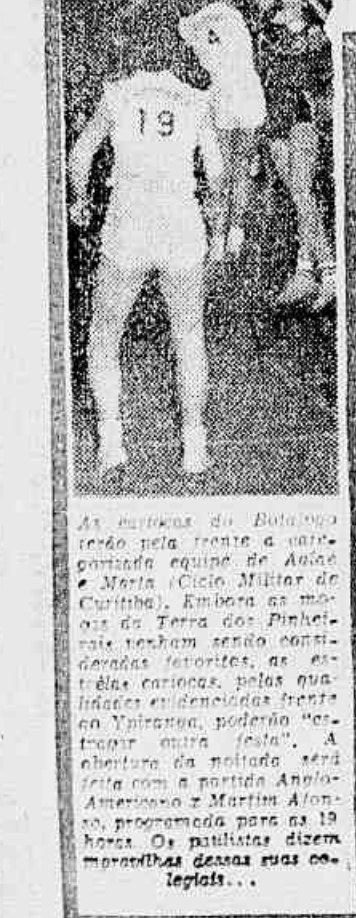 19
As cariocas do Botafogo
terão pela frente a cate-
gorizada equipe de Aglaé
e Marta (Ciclo Militar de
Curitiba). Embora as mo-
ças da Terra dos Pinhei-
rais venham sendo consi-
deradas favoritas, as es-
trêlas cariocas, pelas qua-
lidades evidenciadas frente
ao Ypiranga, poderão "es-
tragar outra festa". A
abertura da noitada será
feita com a partida Anglo-
Americano x Martim Afon-
so, programada para as 19
horas. Os paulistas dizem
maravilhas dessas suas co-
legiais...